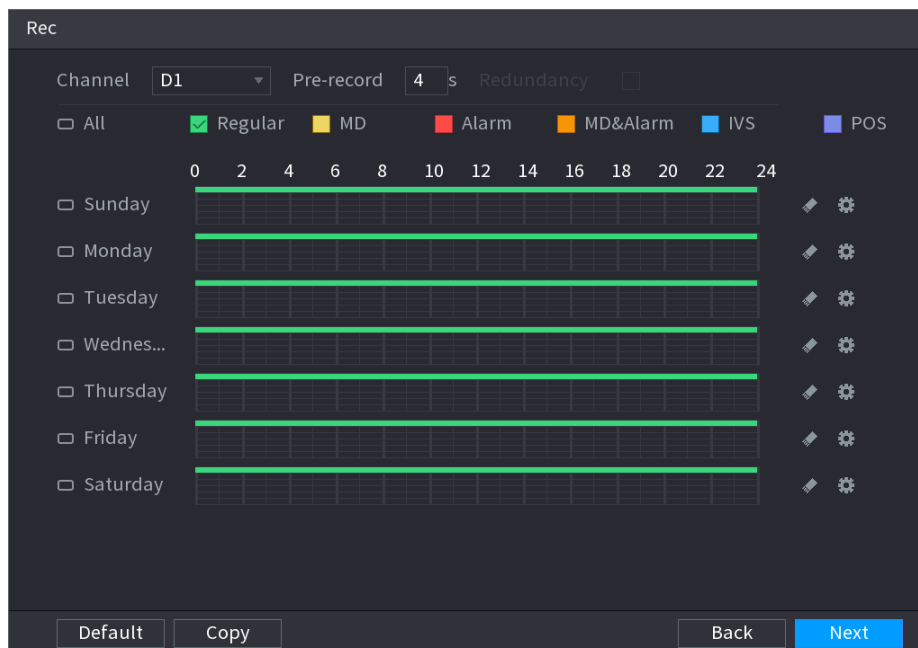 Rec
Channel D1 Pre-record 4 s Redundancy
All Regular MD Alarm MD&Alarm IVS POS
0 2 4 6 8 10 12 14 16 18 20 22 24
Sunday
Monday
Tuesday
Wednes...
Thursday
Friday
Saturday
Default Copy Back Next